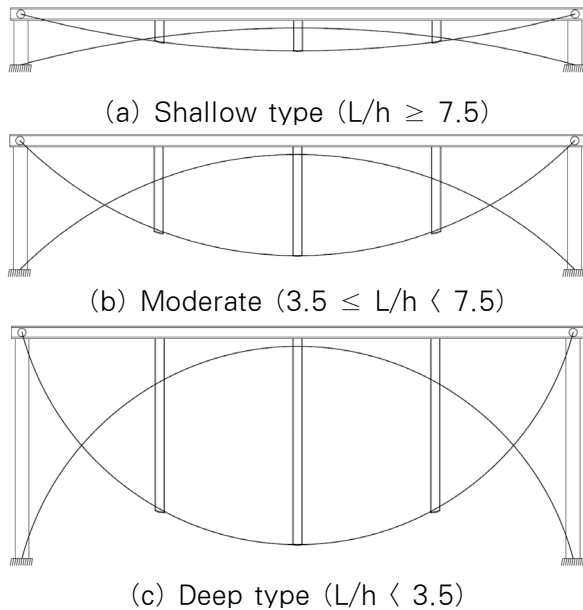 (a) Shallow type (L/h ≥ 7.5)
(b) Moderate (3.5 ≤ L/h < 7.5)
(c) Deep type (L/h < 3.5)